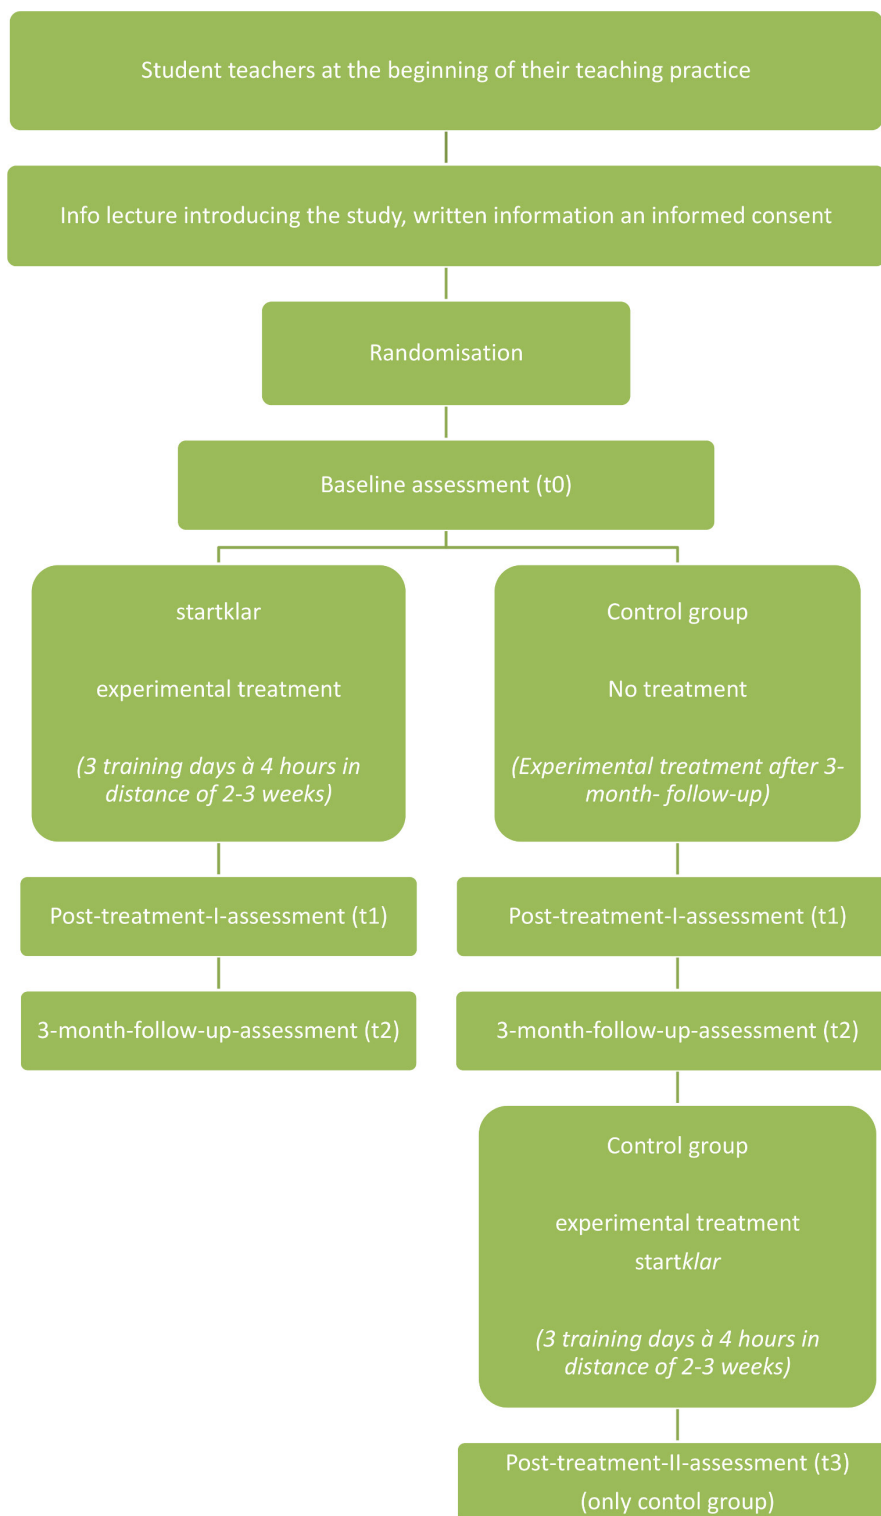 Student teachers at the beginning of their teaching practice
Info lecture introducing the study, written information an informed consent
Randomisation
Baseline assessment (t0)
startklar
experimental treatment
(3 training days à 4 hours in
distance of 2-3 weeks)
Control group
No treatment
(Experimental treatment after 3-
month- follow-up)
Post-treatment-I-assessment (t1)
Post-treatment-I-assessment (t1)
3-month-follow-up-assessment (t2)
3-month-follow-up-assessment (t2)
Control group
experimental treatment
startklar
(3 training days à 4 hours in
distance of 2-3 weeks)
Post-treatment-II-assessment (t3)
(only contol group)